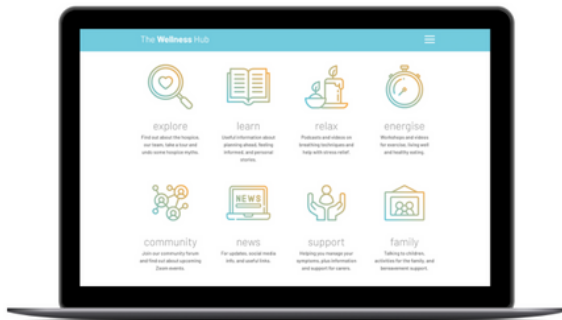 The Wellness Hub
explore
Find out about the hospice,
our team, take a tour and
undo some hospice myths.
learn
Useful information about
planning ahead, feeling
informed, and personal
stories.
relax
Podcasts and videos on
breathing techniques and
help with stress relief
energise
Workshops and videos
for exercise, living well
and healthy eating.
community
Join our community forum
and find out about upcoming
Zoom events.
NEWS
news
For updates, social media
info, and useful links.
support
Helping you manage your
symptoms, plus information
and support for carers.
family
Talking to children,
activities for the family, and
bereavement support.